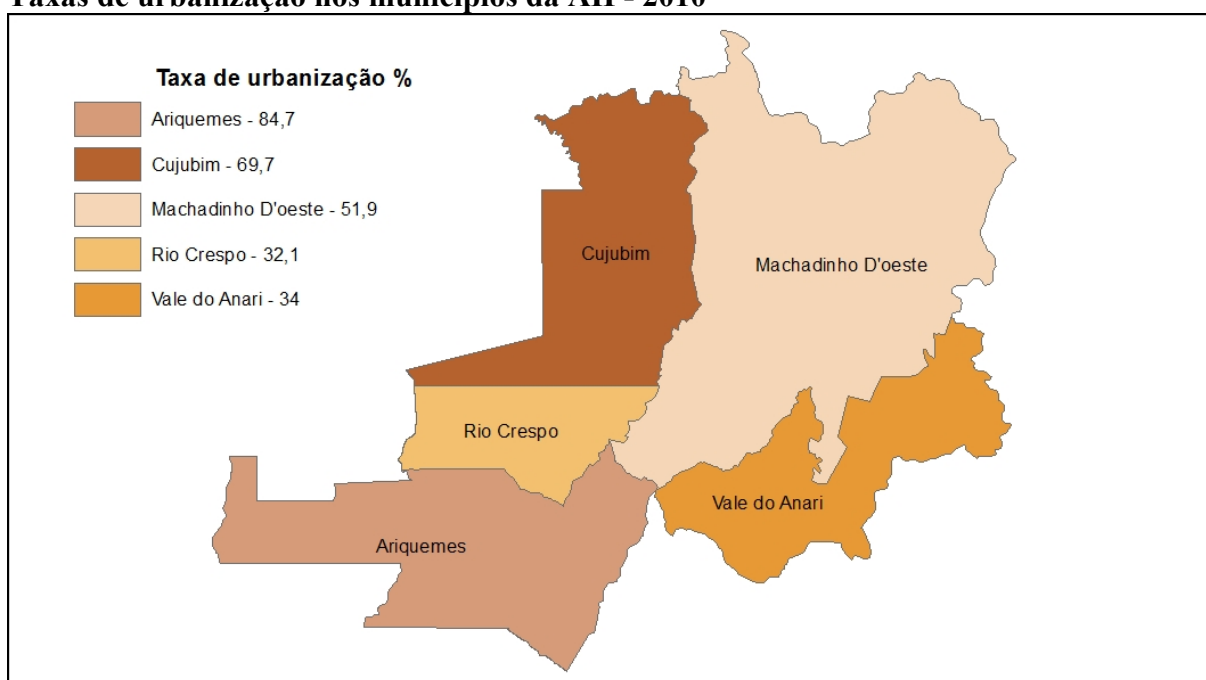 Taxas de urbanização nos municípios da AII - 2010
Taxa de urbanização %
Ariquemes - 84,7
Cujubim - 69,7
Machadinho D'oeste - 51,9
Rio Crespo - 32,1
Vale do Anari - 34
Cujubim
Machadinho D'oeste
Rio Crespo
Vale do Anari
Ariquemes